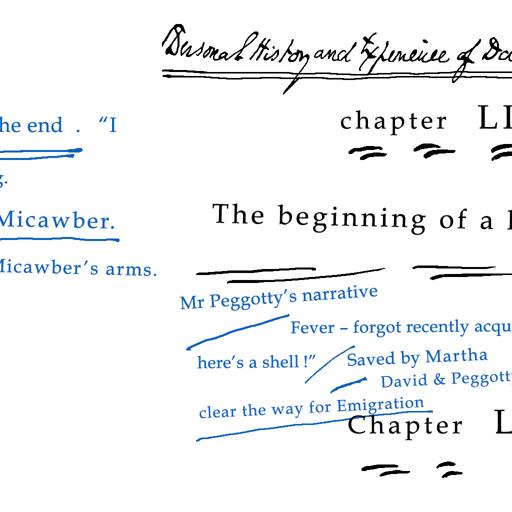 Personal History and Experience of Da
he end . "I
g.
Micawber.
Micawber's arms.
chapter LI
The beginning of a
Mr Peggotty's narrative
Fever – forgot recently acqu
here's a shell !"
Saved by Martha
David & Peggott
clear the way for Emigration
Chapter L